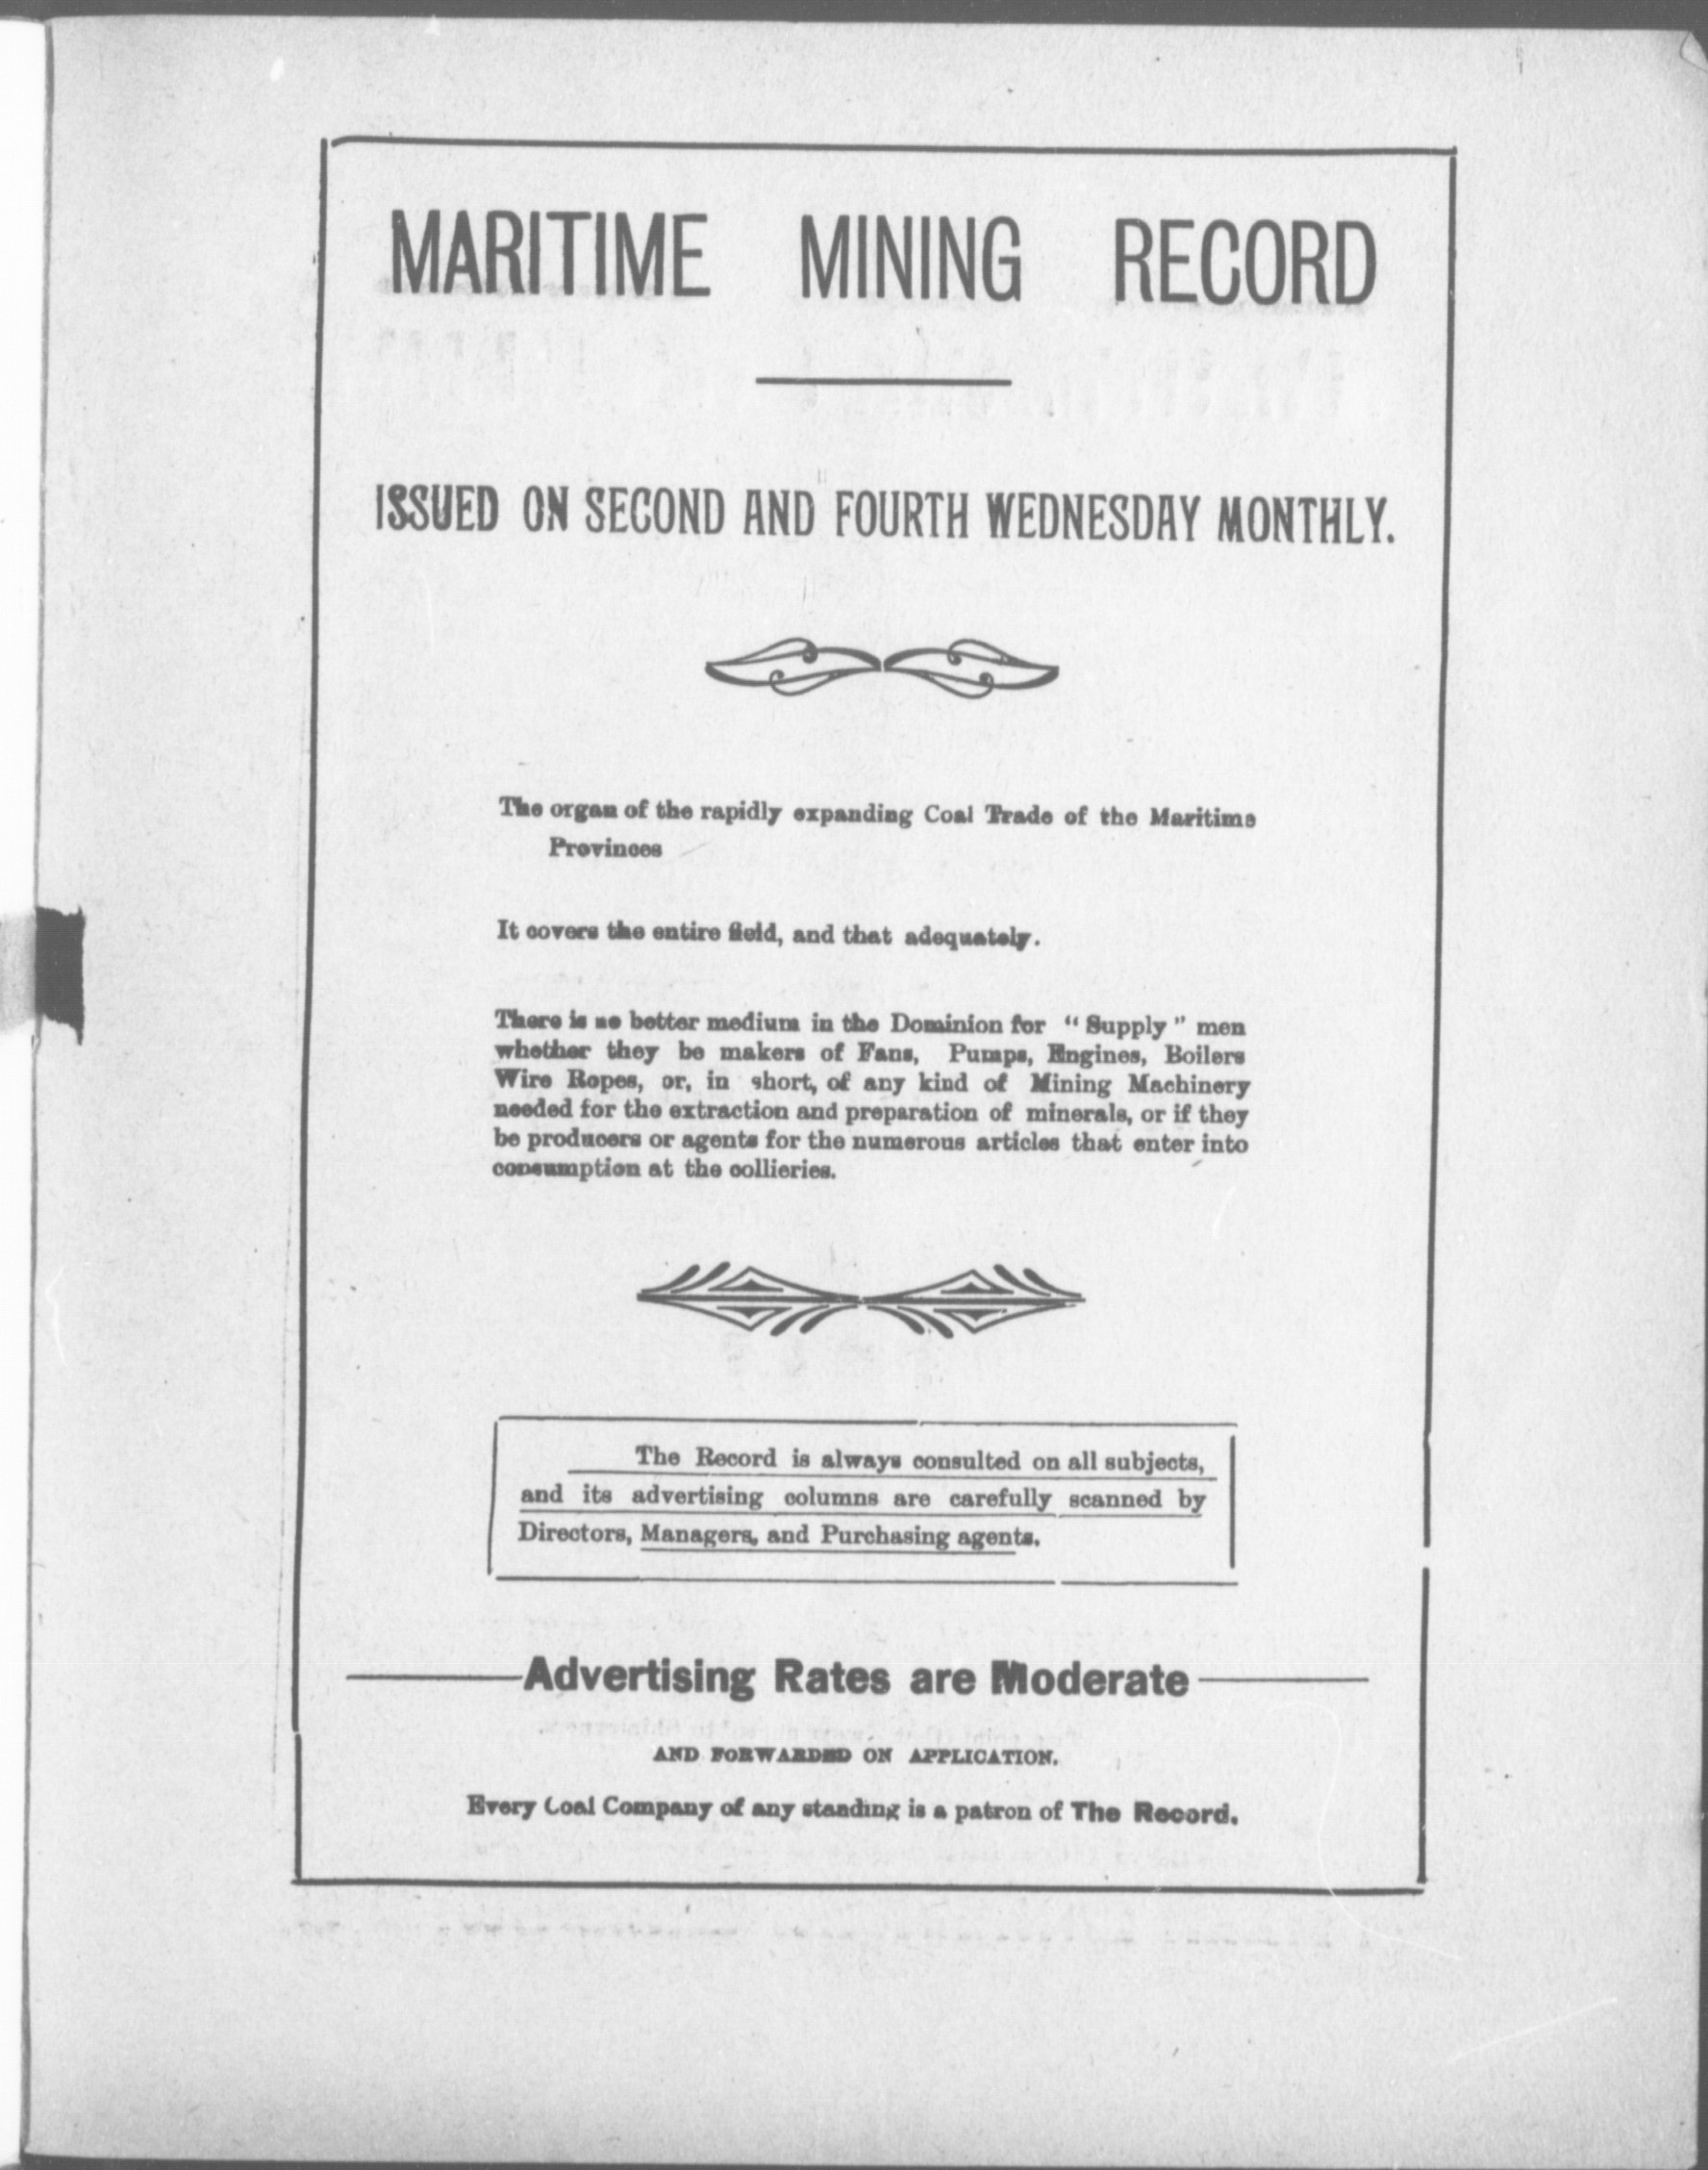 MARITIME MINING RECORD
ISSUED ON SECOND AND FOURTH WEDNESDAY MONTHLY.
The organ of the rapidly expanding Coal Trade of the Maritime
Provinces
It covers the entire field, and that adequately.
There is no better medium in the Dominion for " Supply " men
whether they be makers of Fans, Pumps, Engines, Boilers
Wire Ropes, or, in short, of any kind of Mining Machinery
needed for the extraction and preparation of minerals, or if they
be producers or agents for the numerous articles that enter into
consumption at the collieries.
The Record is always consulted on all subjects,
and its advertising columns are carefully scanned by
Directors, Managers, and Purchasing agents.
Advertising Rates are Moderate
AND FORWARDED ON APPLICATION.
Every Coal Company of any standing is a patron of The Record.